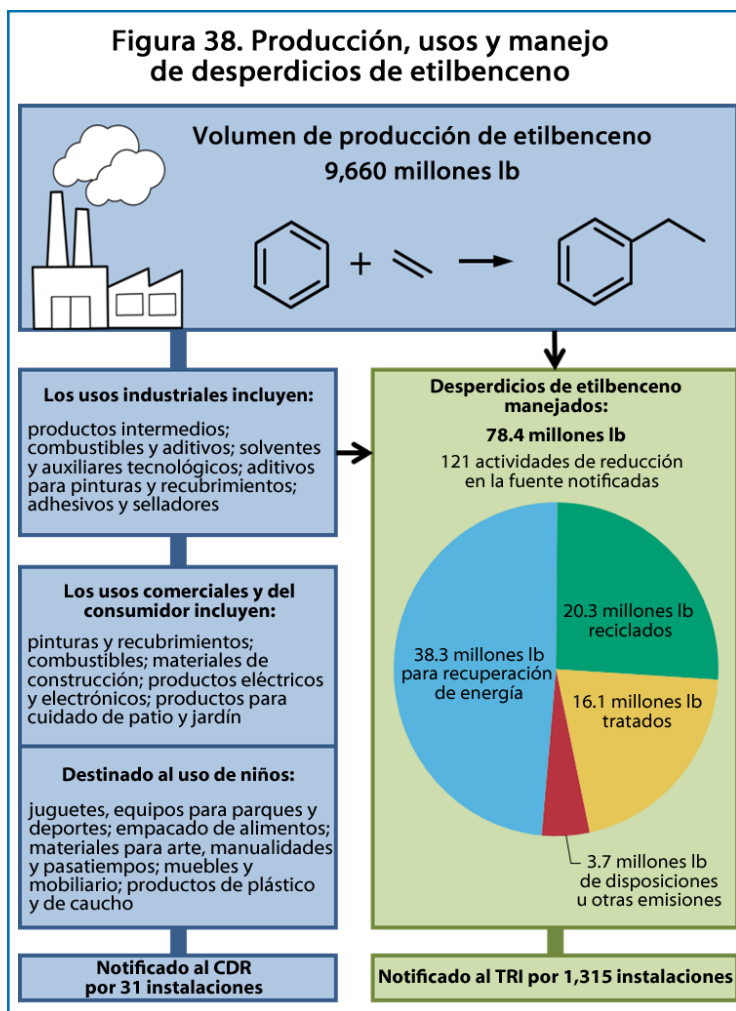 Figura 38. Producción, usos y manejo
de desperdicios de etilbenceno
Volumen de producción de etilbenceno
9,660 millones lb
+
Los usos industriales incluyen:
productos intermedios;
combustibles y aditivos; solventes
y auxiliares tecnológicos; aditivos
para pinturas y recubrimientos;
adhesivos y selladores
Los usos comerciales y del
consumidor incluyen:
pinturas y recubrimientos;
combustibles; materiales de
construcción; productos eléctricos
y electrónicos; productos para
cuidado de patio y jardín
Destinado al uso de niños:
juguetes, equipos para parques y
deportes; empacado de alimentos;
materiales para arte, manualidades
y pasatiempos; muebles y
mobiliario; productos de plástico
y de caucho
Notificado al CDR
por 31 instalaciones
Desperdicios de etilbenceno
manejados:
78.4 millones lb
121 actividades de reducción
en la fuente notificadas
20.3 millones lb
reciclados
38.3 millones lb
para recuperación
de energía
16.1 millones lb
tratados
3.7 millones lb
de disposiciones
u otras emisiones
Notificado al TRI por 1,315 instalaciones